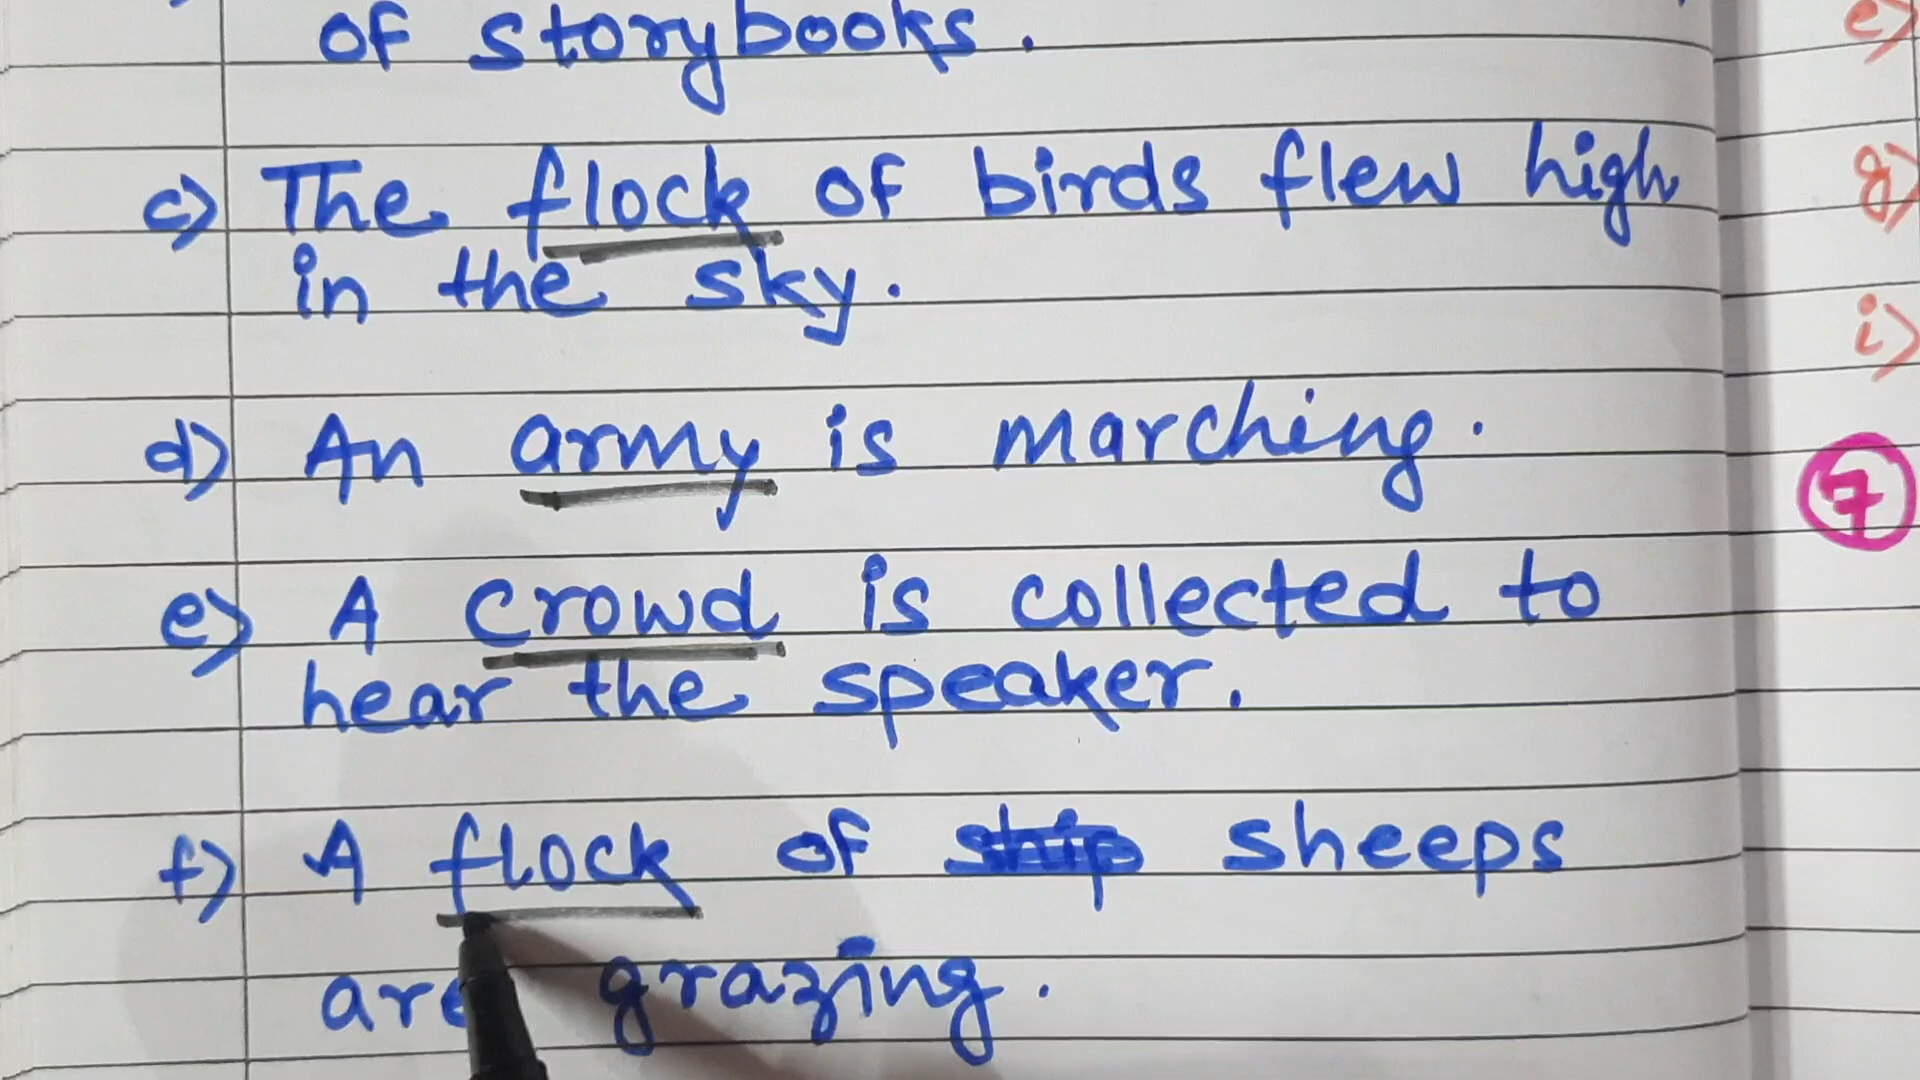 of storybooks.
c) The flock of birds flew high
in the sky.
d) An army is marching.
e) A crowd is collected to
hear the speaker.
f) A flock of ship sheeps
are grazing.
e)
g)
i)
7